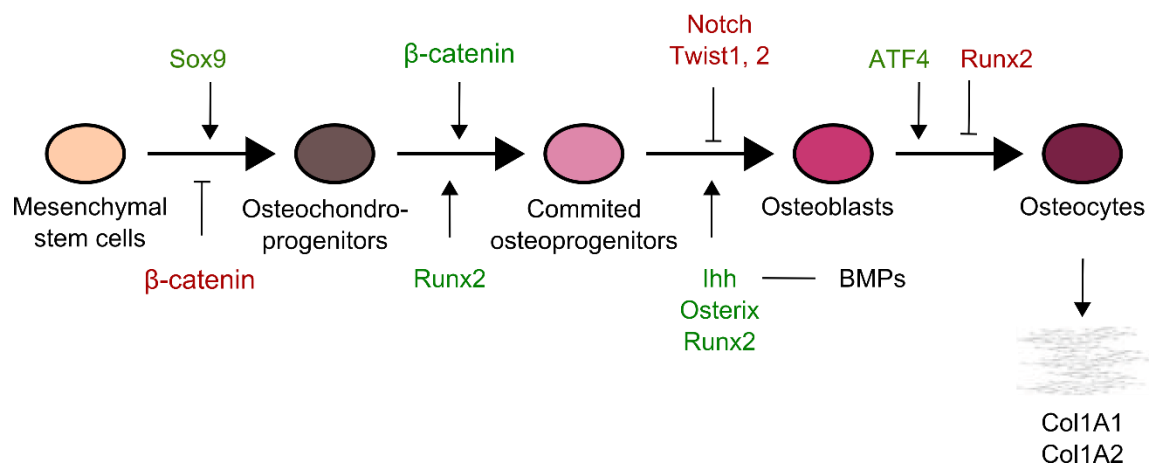 Notch
Twist1, 2
Sox9
β-catenin
ATF4
Runx2
Mesenchymal
stem cells
Osteochondro-
progenitors
Commited
osteoprogenitors
Osteoblasts
Osteocytes
β-catenin
Runx2
Ihh
Osterix
Runx2
BMPs
Col1A1
Col1A2